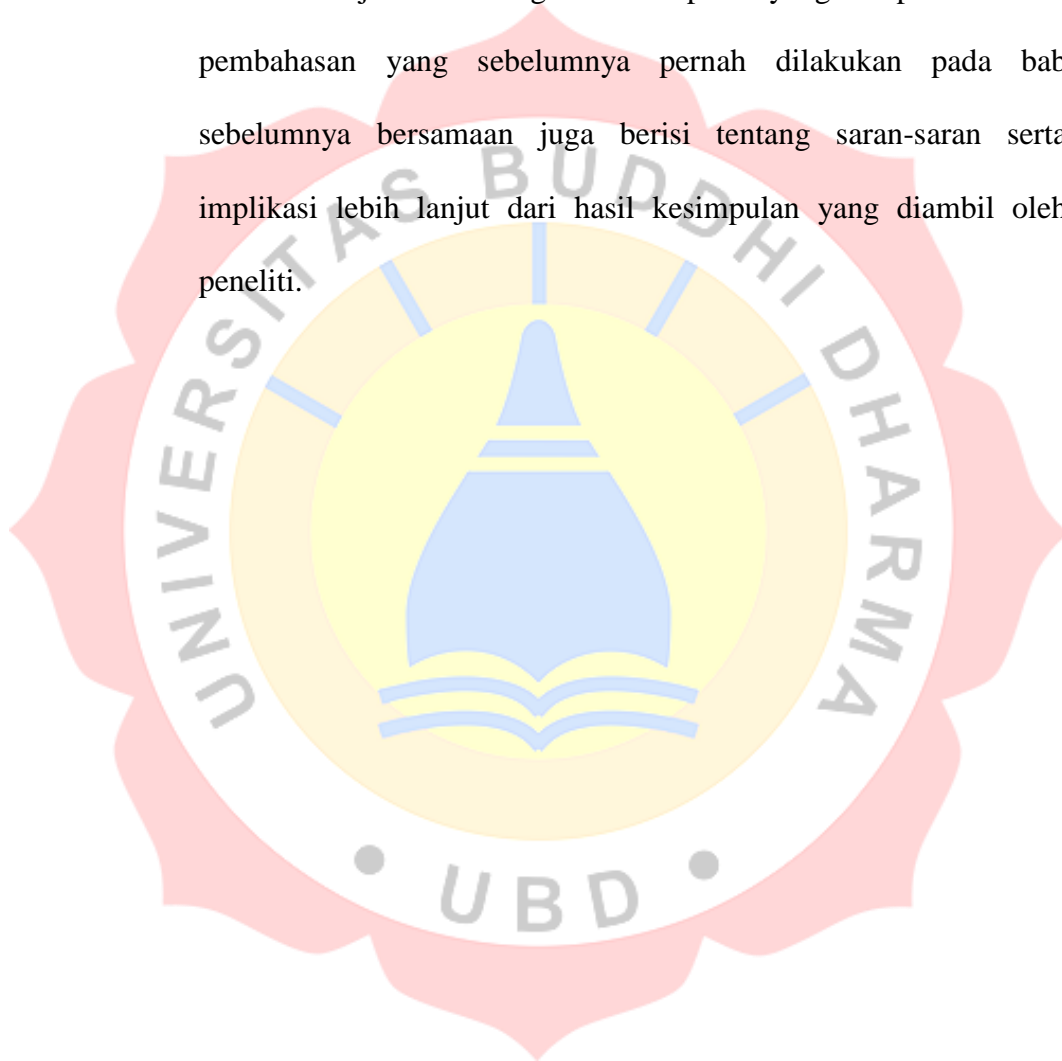 yang
pembahasan yang sebelumnya pernah dilakukan pada bab
sebelumnya bersamaan juga berisi tentang saran-saran serta
implikasi lebih lanjut dari hasil kesimpulan yang diambil oleh
peneliti.
UNIVERSITAS BUDDHI DHARMA
• UBD •